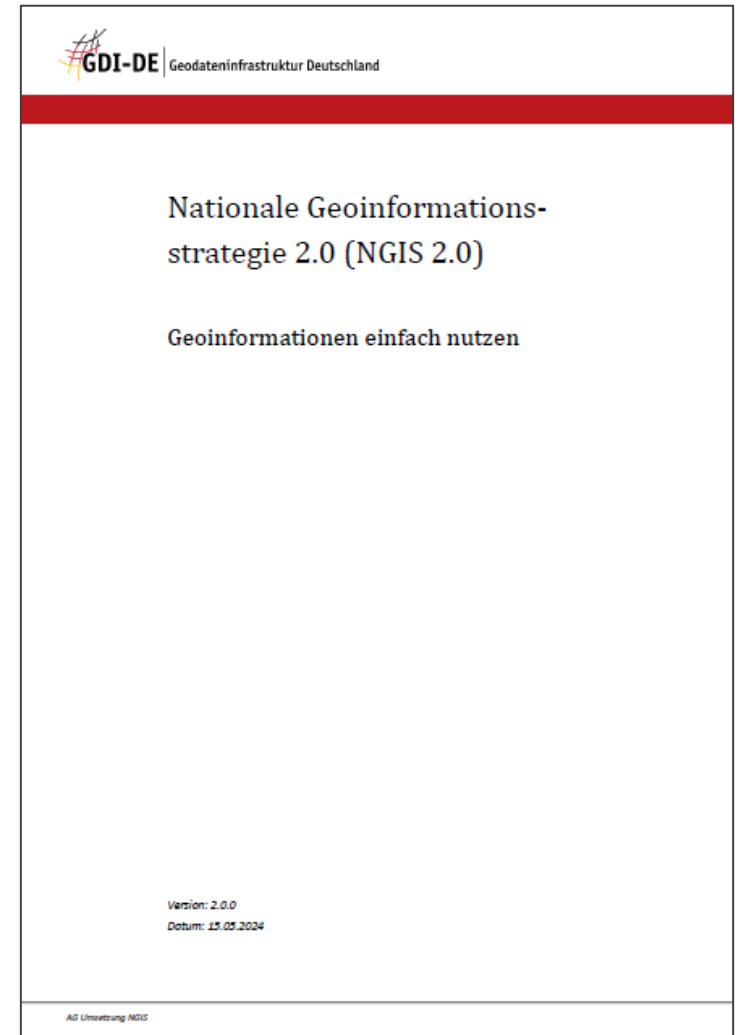 GDI-DE Geodateninfrastruktur Deutschland
Nationale Geoinformations-
strategie 2.0 (NGIS 2.0)
Geoinformationen einfach nutzen
Version: 2.0.0
Datum: 15.05.2024
AG Umsetzung NGIS